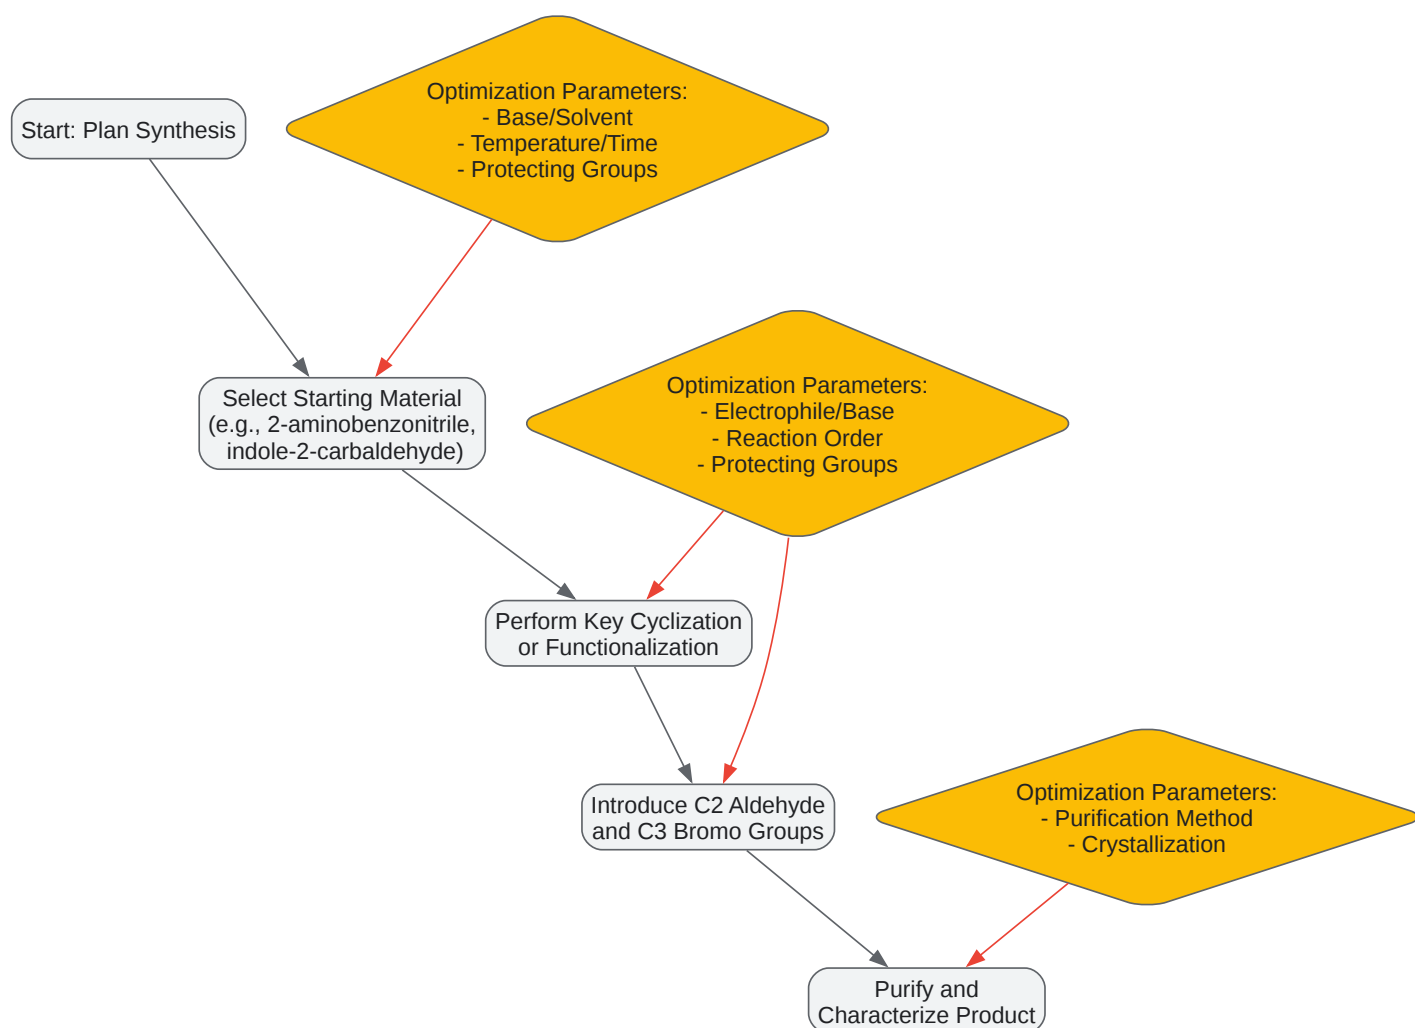 Optimization Parameters:
- Base/Solvent
- Temperature/Time
- Protecting Groups
Start: Plan Synthesis
Select Starting Material
(e.g., 2-aminobenzonitrile,
indole-2-carbaldehyde)
Optimization Parameters:
- Electrophile/Base
- Reaction Order
- Protecting Groups
Perform Key Cyclization
or Functionalization
Introduce C2 Aldehyde
and C3 Bromo Groups
Optimization Parameters:
- Purification Method
- Crystallization
Purify and
Characterize Product